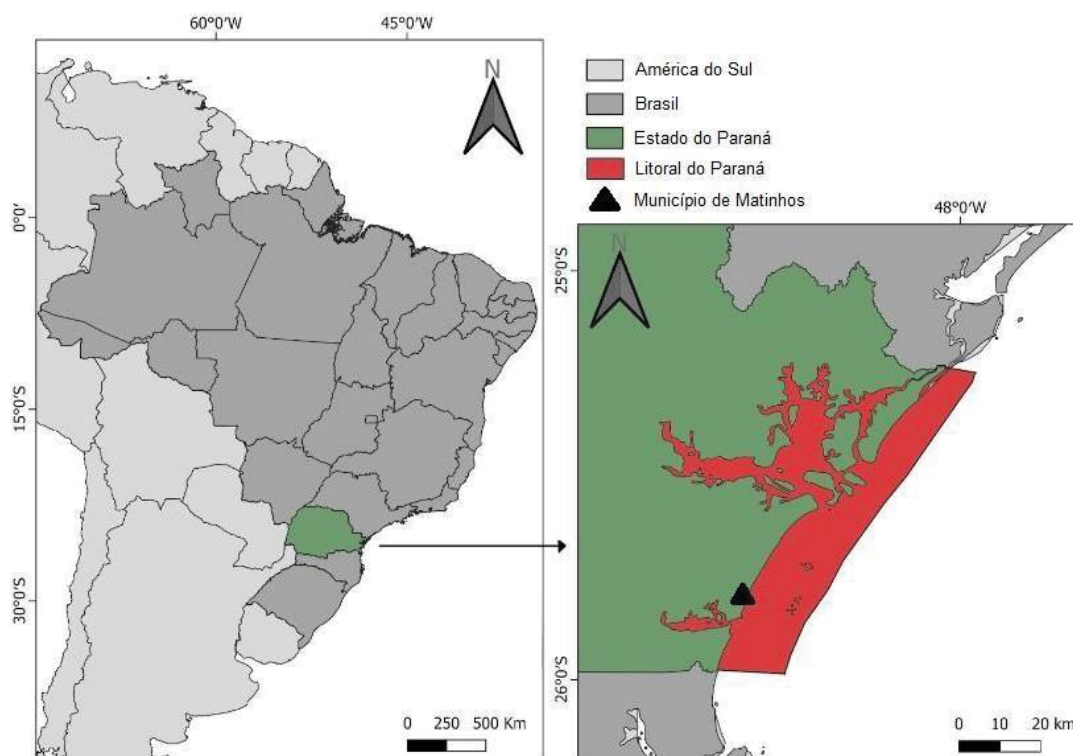 60°0'W 45°0'W
N
0°0'
15°0'S
30°0'S
0 250 500 Km
América do Sul
Brasil
Estado do Paraná
Litoral do Paraná
Município de Matinhos
48°0'W
N
25°0'S
26°0'S
0 10 20 km